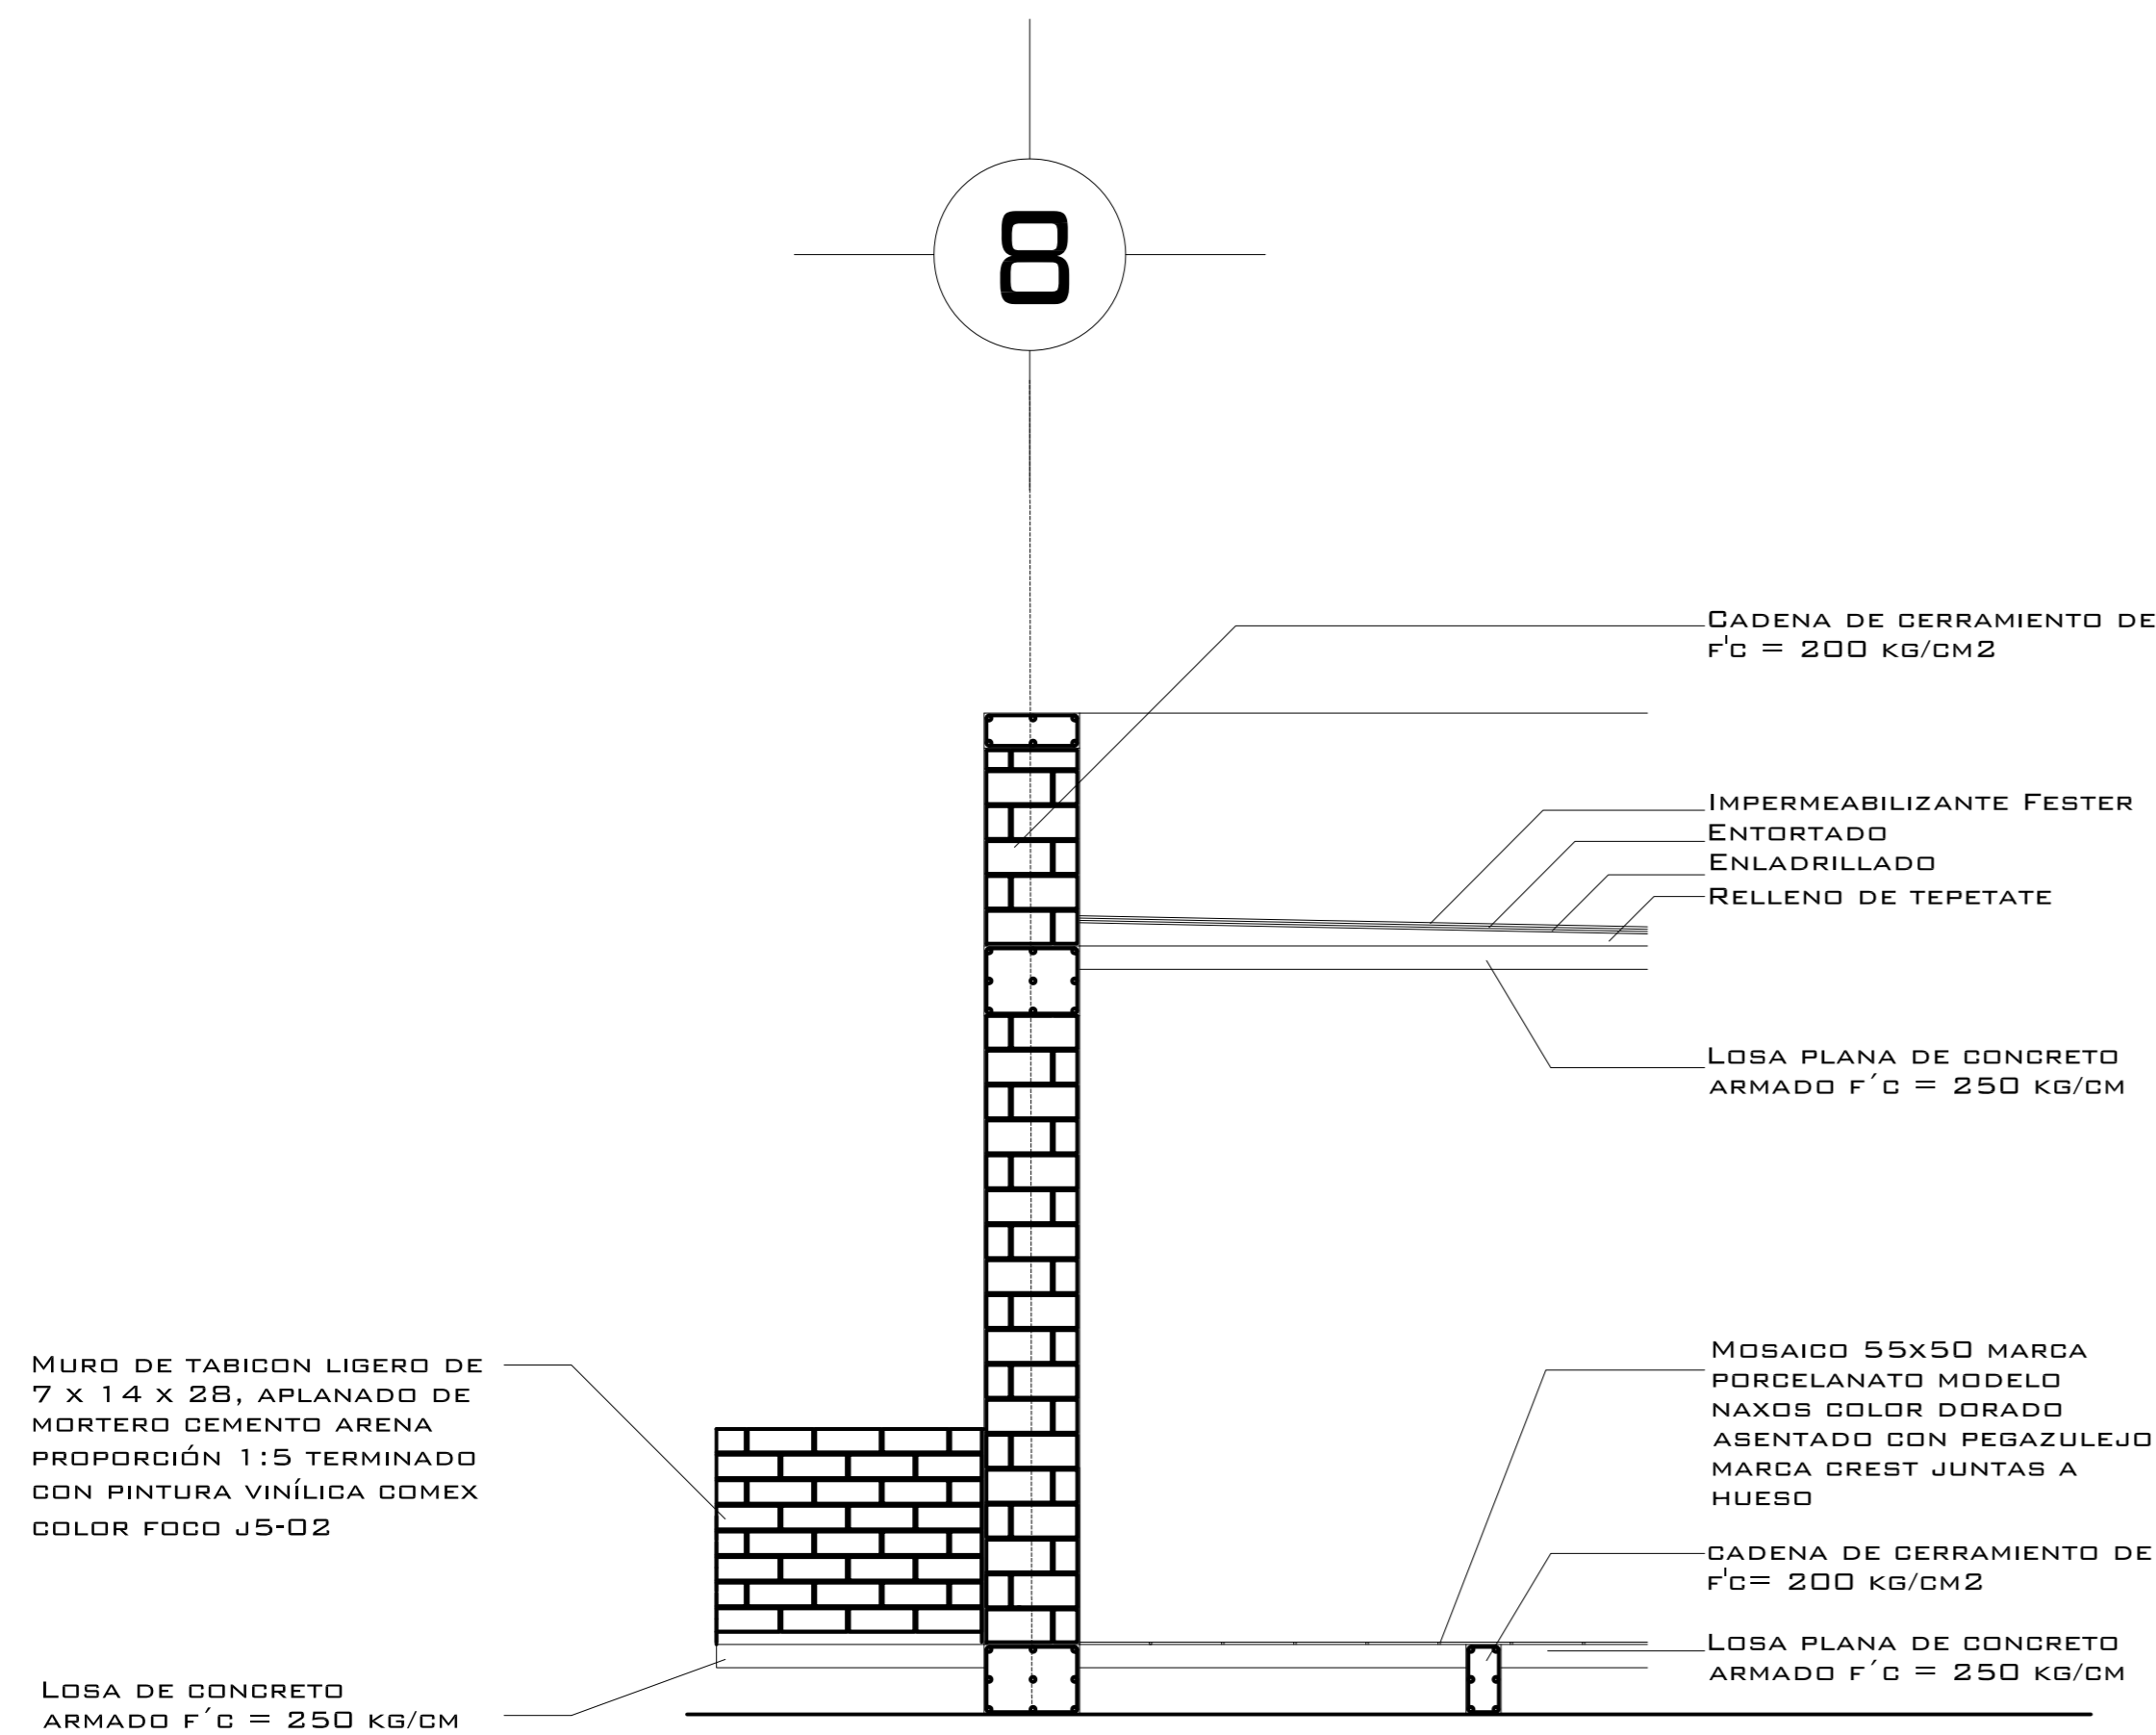 8
CADENA DE CERRAMIENTO DE
F'C = 200 KG/CM2
IMPERMEABILIZANTE FESTER
ENTORTADO
ENLADRILLADO
RELLENO DE TEPETATE
LOSA PLANA DE CONCRETO
ARMADO F´C = 250 KG/CM
MURO DE TABICON LIGERO DE
7 X 14 X 28, APLANADO DE
MORTERO CEMENTO ARENA
PROPORCIÓN 1:5 TERMINADO
CON PINTURA VINÍLICA COMEX
COLOR FOCO J5-02
MOSAICO 55X50 MARCA
PORCELANATO MODELO
NAXOS COLOR DORADO
ASENTADO CON PEGAZULEJO
MARCA CREST JUNTAS A
HUESO
CADENA DE CERRAMIENTO DE
F'C= 200 KG/CM2
LOSA PLANA DE CONCRETO
ARMADO F´C = 250 KG/CM
LOSA DE CONCRETO
ARMADO F´C = 250 KG/CM